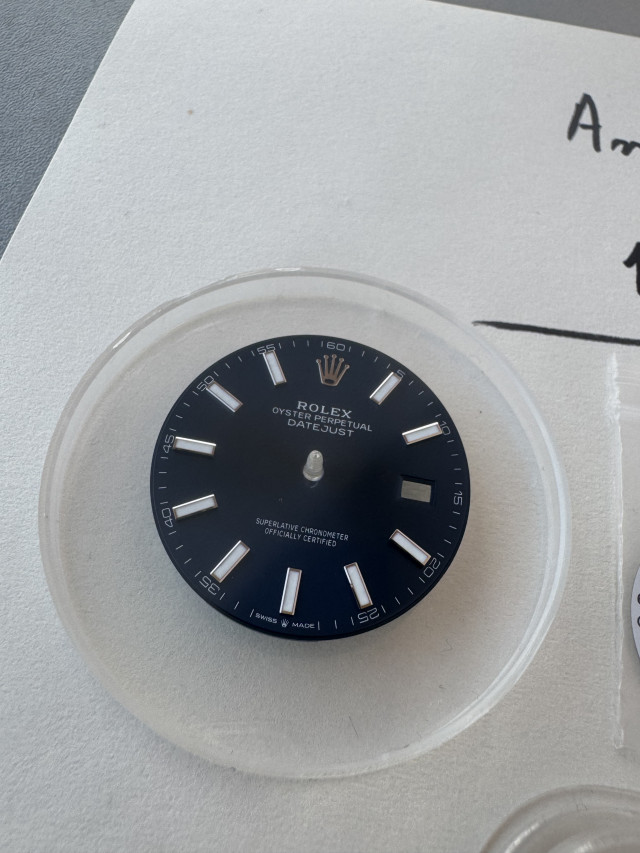 60
5
10
15
20
25
35
40
45
50
55
ROLEX
OYSTER PERPETUAL
DATEJUST
SUPERLATIVE CHRONOMETER
OFFICIALLY CERTIFIED
SWISS MADE